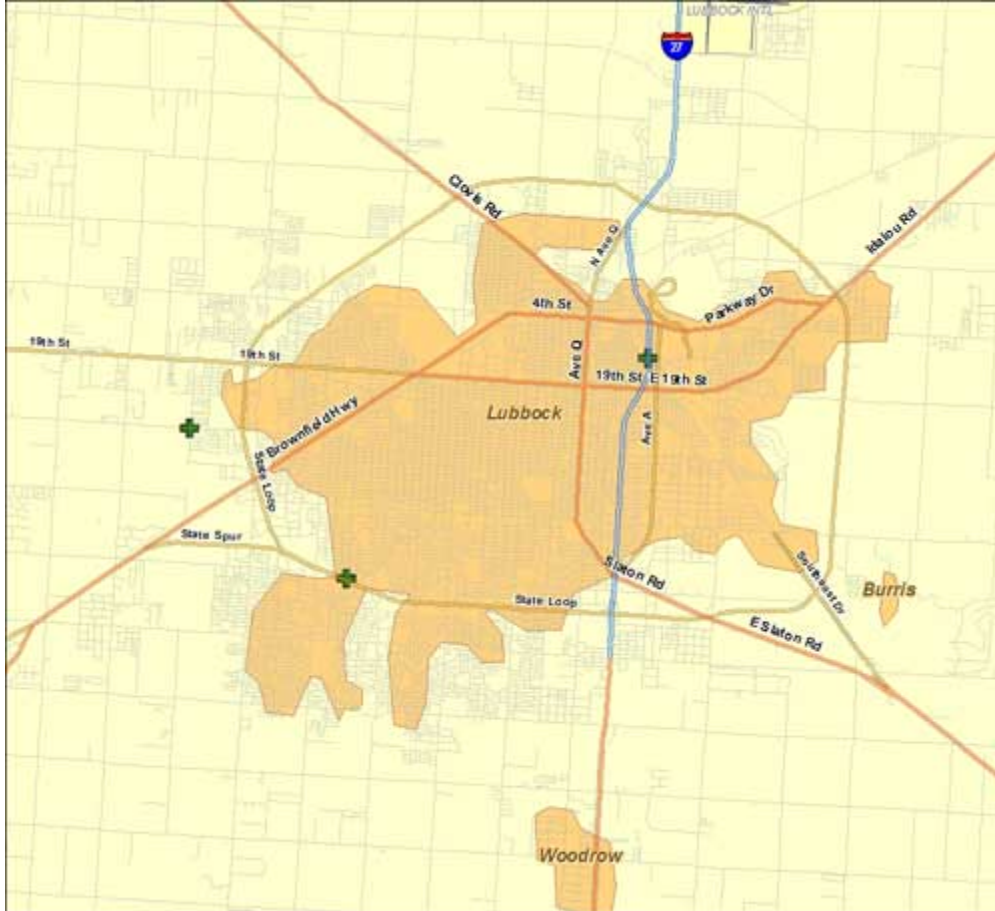 LUBBOCK INTL
27
Clovis Rd
N Ave Q
Idalou Rd
4th St
Parkway Dr
19th St
19th St
Ave Q
19th St
E 19th St
Lubbock
Brownfield Hwy
Ave A
State Loop
State Spur
Slaton Rd
Southeast Dr
Burris
State Loop
E Slaton Rd
Woodrow